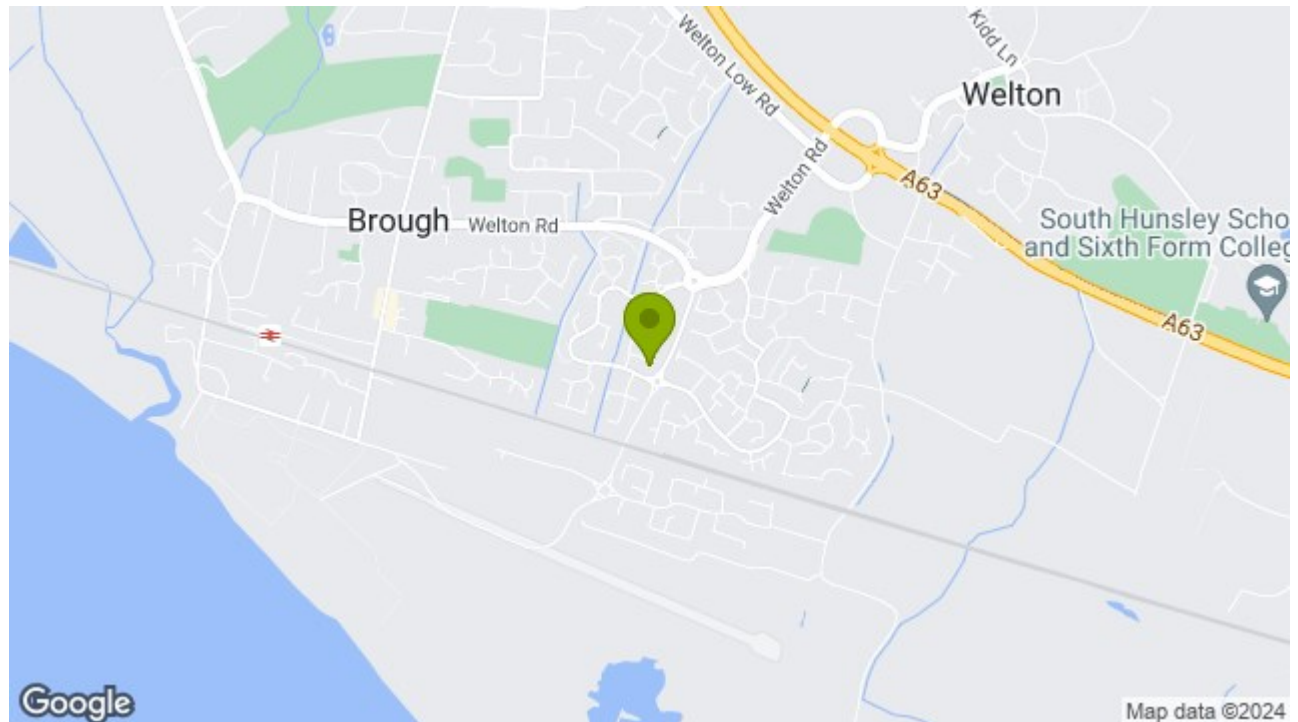 Kidd Ln
Welton Low Rd
Welton
Welton Rd
A63
South Hunsley Scho
and Sixth Form Colleg
Brough
Welton Rd
A63
Google
Map data ©2024